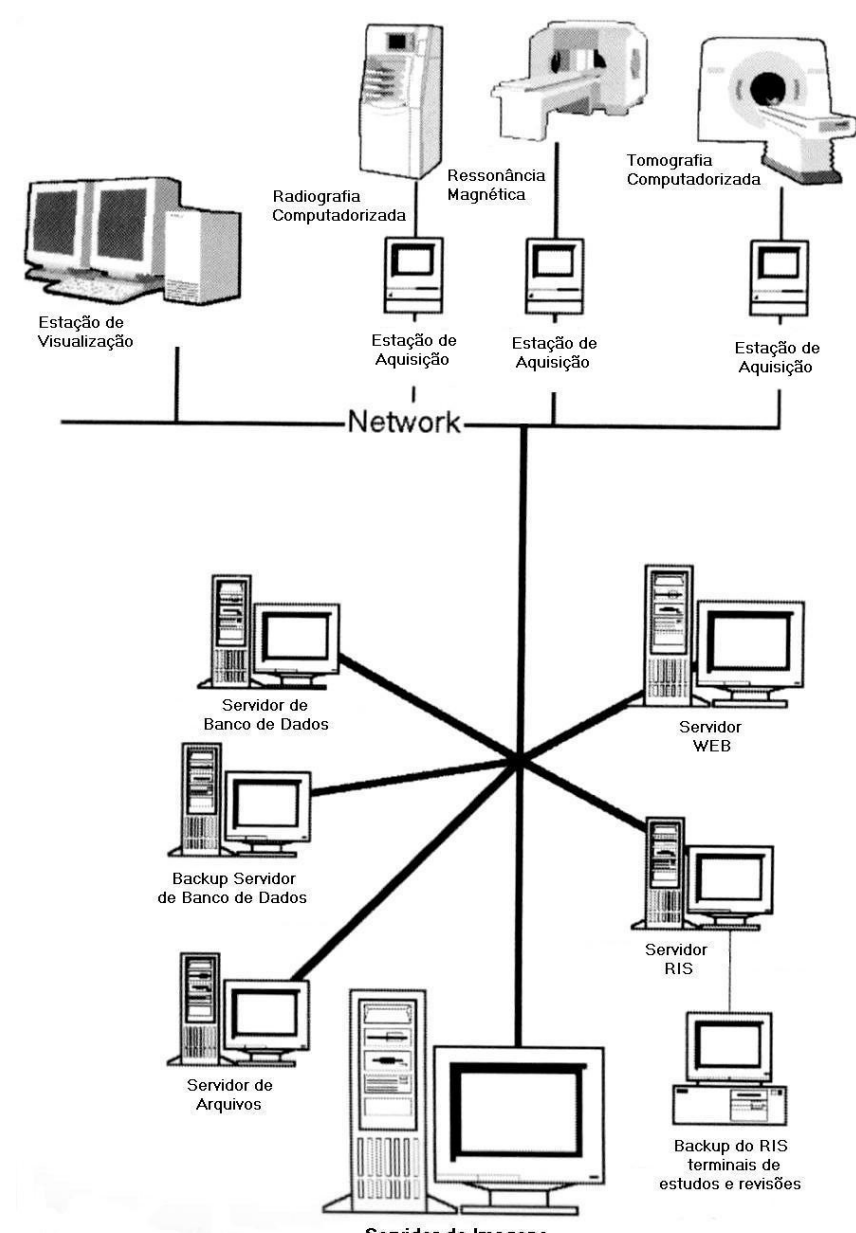 Radiografia
Computadorizada
Ressonância
Magnética
Tomografia
Computadorizada
Estação de
Visualização
Estação de
Aquisição
Estação de
Aquisição
Estação de
Aquisição
Network
Servidor de
Banco de Dados
Servidor
WEB
Backup Servidor
de Banco de Dados
Servidor
RIS
Servidor de
Arquivos
Backup do RIS
terminais de
estudos e revisões